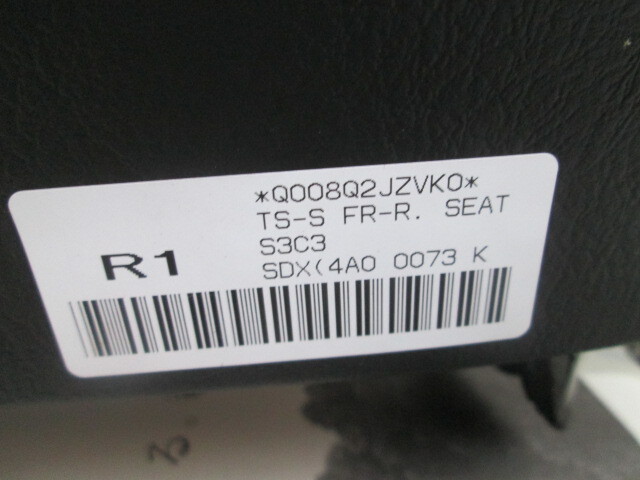 *Q008Q2JZVK0*
TS-S FR-R. SEAT
S3C3
R1
SDX(4A0 0073 K